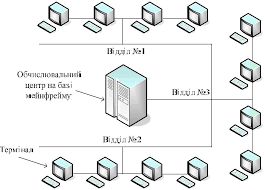 Відділ №1
Обчислювальний
центр на базі
мейнфрейму
Відділ №3
Відділ №2
Термінал